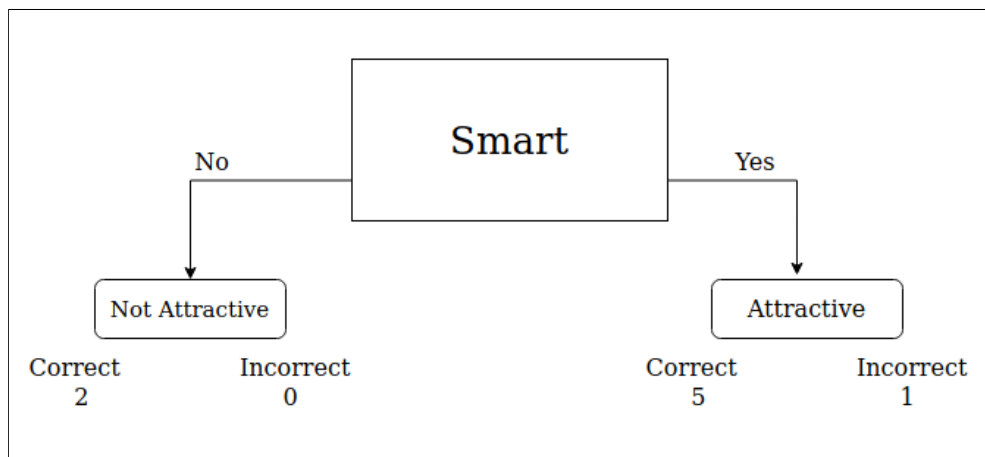 Smart
No
Yes
Not Attractive
Attractive
Correct
Incorrect
2
0
Correct
Incorrect
5
1